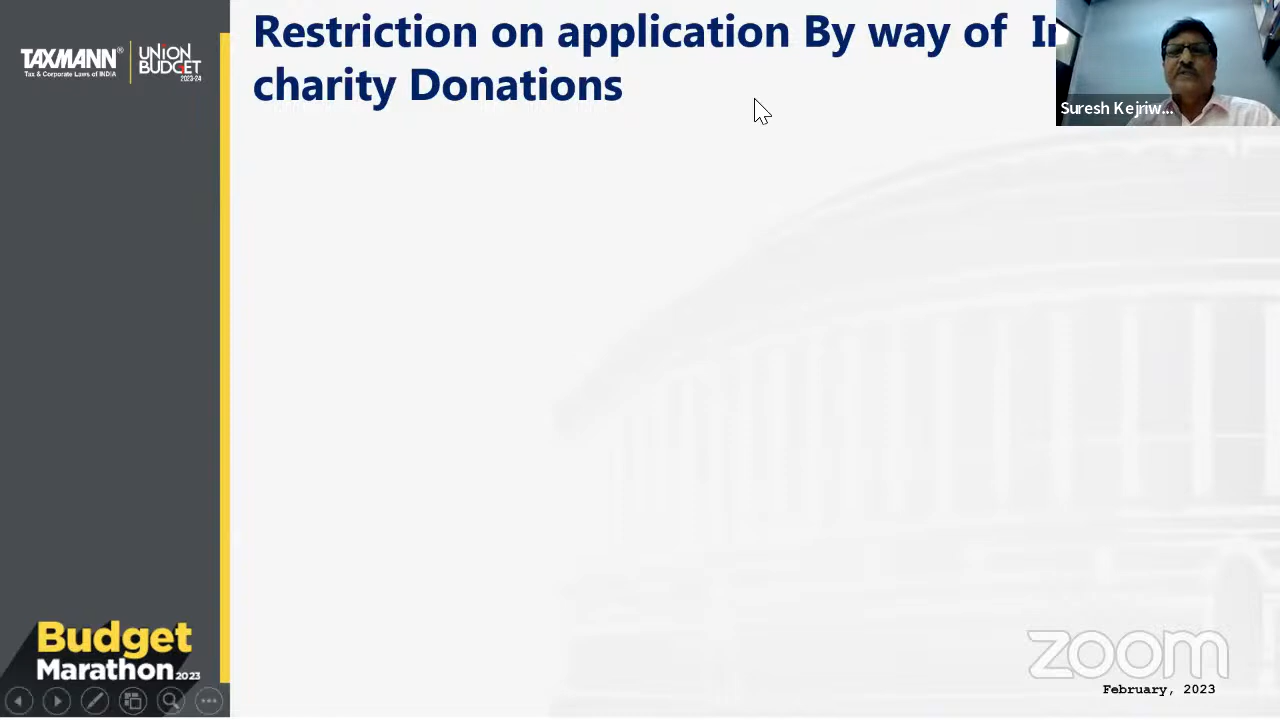 Restriction on application By way of
charity Donations
TAXMANN®
Tax & Corporate Laws of INDIA
UNION
BUDGET
2023-24
Suresh Kejriw...
Budget
Marathon 2023
zoom
February, 2023